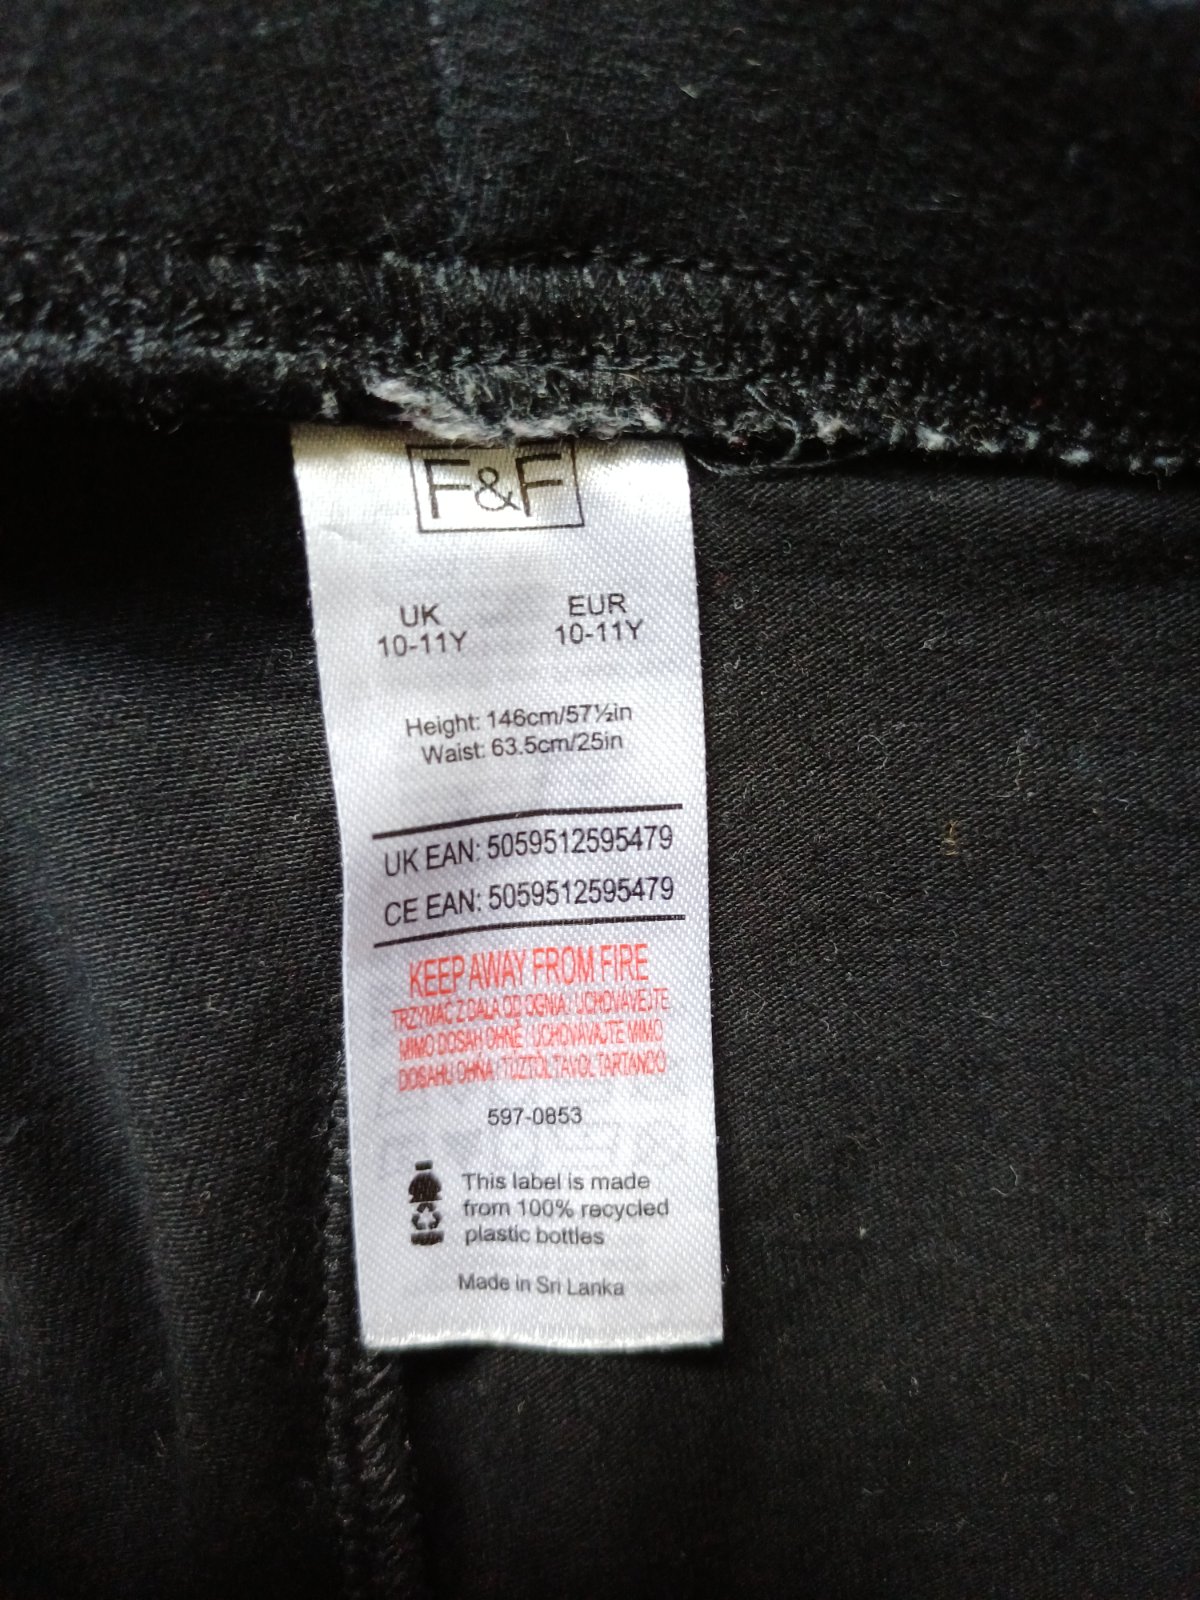 F&F
UK EUR
10-11Y 10-11Y
Height: 146cm/57½in
Waist: 63.5cm/25in
UK EAN: 5059512595479
CE EAN: 5059512595479
KEEP AWAY FROM FIRE
TRZYMAĆ Z DALA OD OGNIA / UCHOVÁVEJTE
MIMO DOSAH OHNĚ / UCHOVÁVAJTE MIMO
DOSAHU OHŇA / TŰZTŐL TÁVOL TARTANDÓ
597-0853
This label is made
from 100% recycled
plastic bottles
Made in Sri Lanka